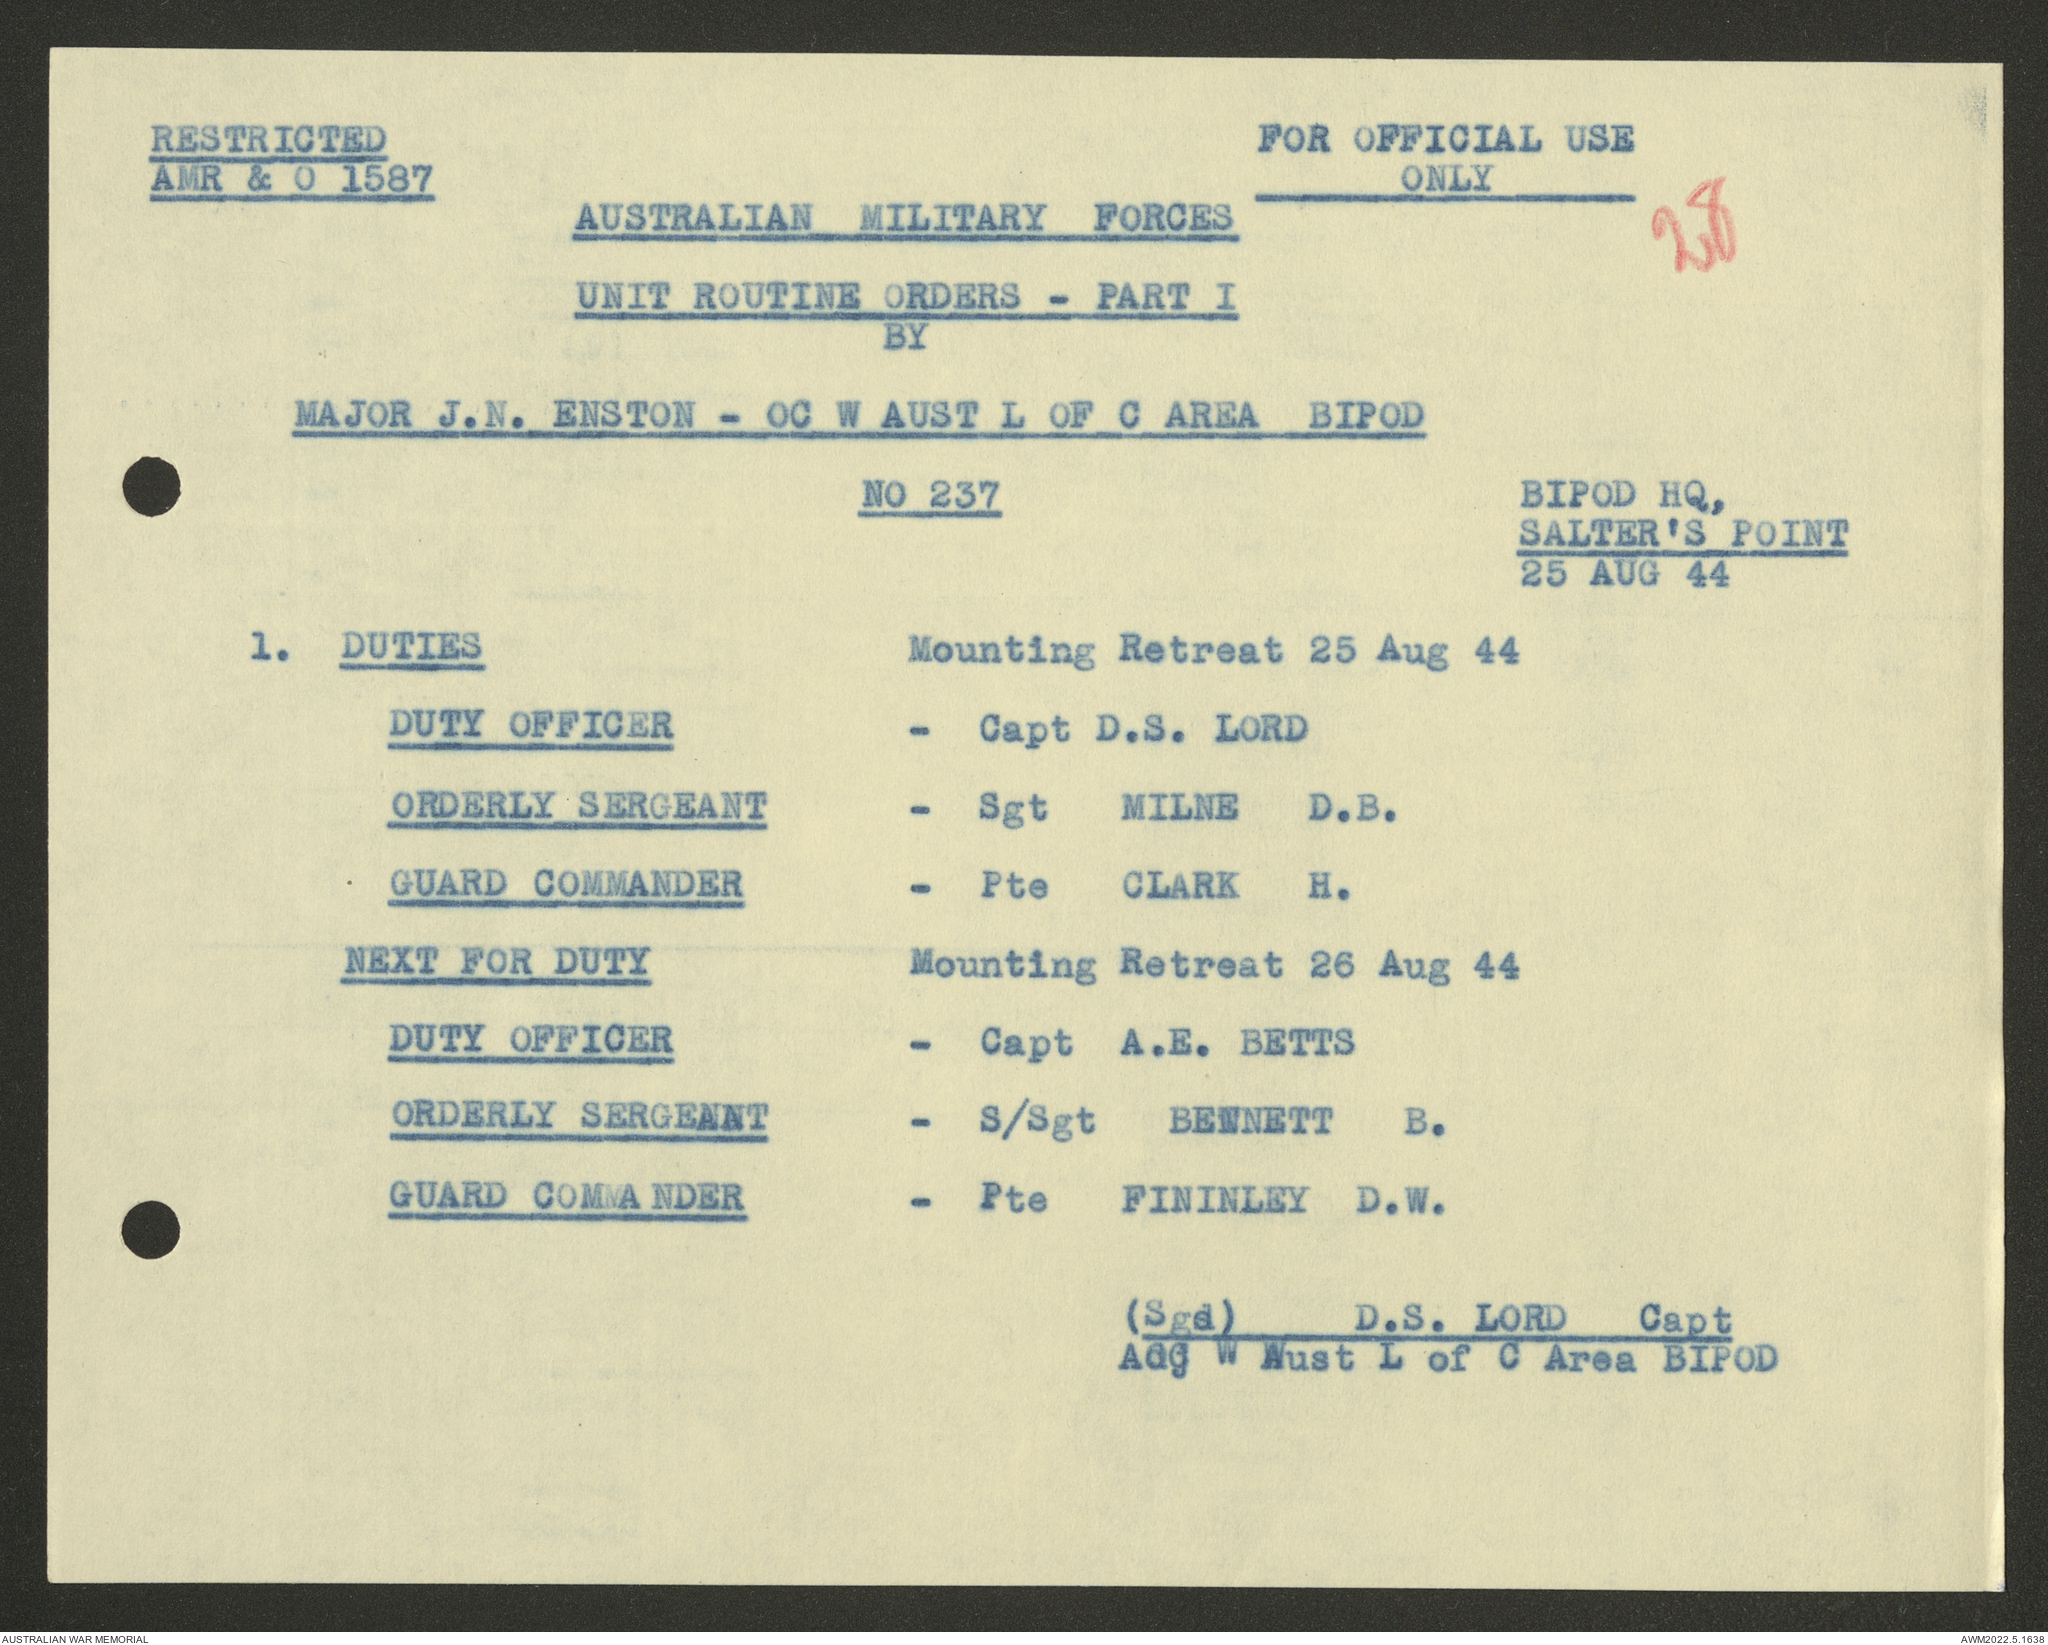 RESTRICTED
AMR & O 1587
FOR OFFICIAL USE
ONLY
28
AUSTRALIAN MILITARY FORCES
UNIT ROUTINE ORDERS - PART I
BY
MAJOR J.N. ENSTON - OC W AUST L OF C AREA BIPOD
NO 237
BIPOD HQ,
SALTER'S POINT
25 AUG 44
1. DUTIES Mounting Retreat 25 Aug 44
DUTY OFFICER - Capt D.S. LORD
ORDERLY SERGEANT - Sgt MILNE D.B.
GUARD COMMANDER - Pte CLARK H.
NEXT FOR DUTY Mounting Retreat 26 Aug 44
DUTY OFFICER - Capt A.E. BETTS
ORDERLY SERGEANT - S/Sgt BENNETT B.
GUARD COMMANDER - Pte FININLEY D.W.
(Sgd) D.S. LORD Capt
Adj W Aust L of C Area BIPOD
AUSTRALIAN WAR MEMORIAL
AWM2022.5.1638